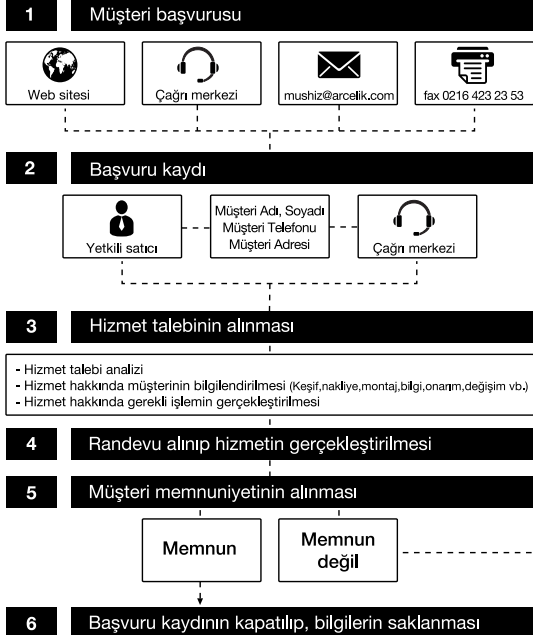 1 Müşteri başvurusu
Web sitesi
Çağrı merkezi
mushiz@arcelik.com
fax 0216 423 23 53
2 Başvuru kaydı
Yetkili satıcı
Müşteri Adı, Soyadı
Müşteri Telefonu
Müşteri Adresi
Çağrı merkezi
3 Hizmet talebinin alınması
- Hizmet talebi analizi
- Hizmet hakkında müşterinin bilgilendirilmesi (Keşif,nakliye,montaj,bilgi,onarım,değişim vb.)
- Hizmet hakkında gerekli işlemin gerçekleştirilmesi
4 Randevu alınıp hizmetin gerçekleştirilmesi
5 Müşteri memnuniyetinin alınması
Memnun
Memnun
değil
6 Başvuru kaydının kapatılıp, bilgilerin saklanması